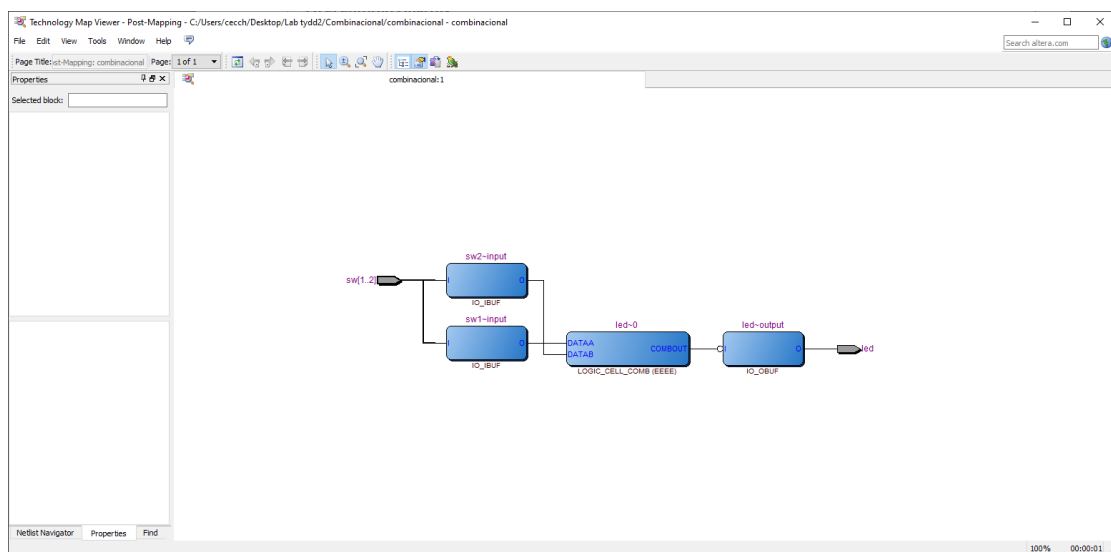 Technology Map Viewer - Post-Mapping - C:/Users/cecch/Desktop/Lab tydd2/Combinacional/combinacional - combinacional
File Edit View Tools Window Help
Search altera.com
Page Title: ost-Mapping: combinacional Page: 1 of 1
Properties
combinacional:1
Selected block:
sw2~input
sw[1..2]
I O
IO_IBUF
sw1~input
led~0
led~output
I O
DATAA
COMBOUT
I O
led
DATAB
IO_IBUF
LOGIC_CELL_COMB (EEEE)
IO_OBUF
Netlist Navigator Properties Find
100% 00:00:01